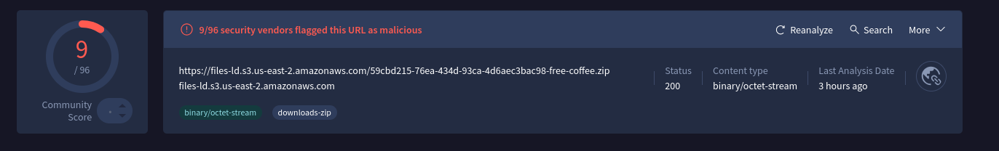 9
/ 96
Community
Score
9/96 security vendors flagged this URL as malicious
Reanalyze
Search
More
https://files-ld.s3.us-east-2.amazonaws.com/59cbd215-76ea-434d-93ca-4d6aec3bac98-free-coffee.zip
files-ld.s3.us-east-2.amazonaws.com
Status
200
Content type
binary/octet-stream
Last Analysis Date
3 hours ago
binary/octet-stream
downloads-zip